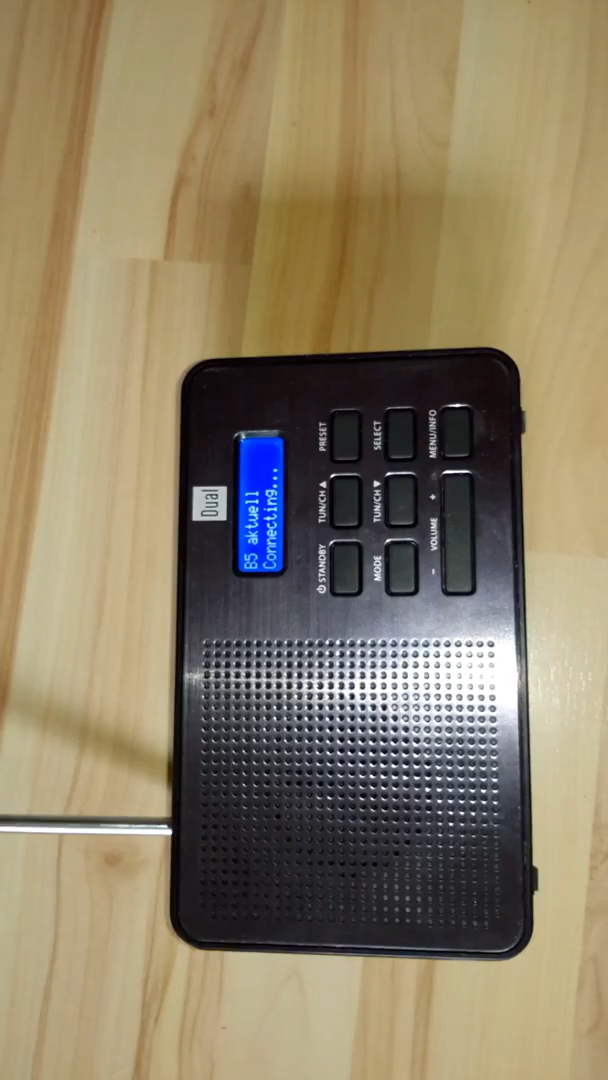 Dual
B5 aktuell
Connecting...
STANDBY
TUN/CH ▲
PRESET
MODE
TUN/CH ▼
SELECT
– VOLUME +
MENU/INFO